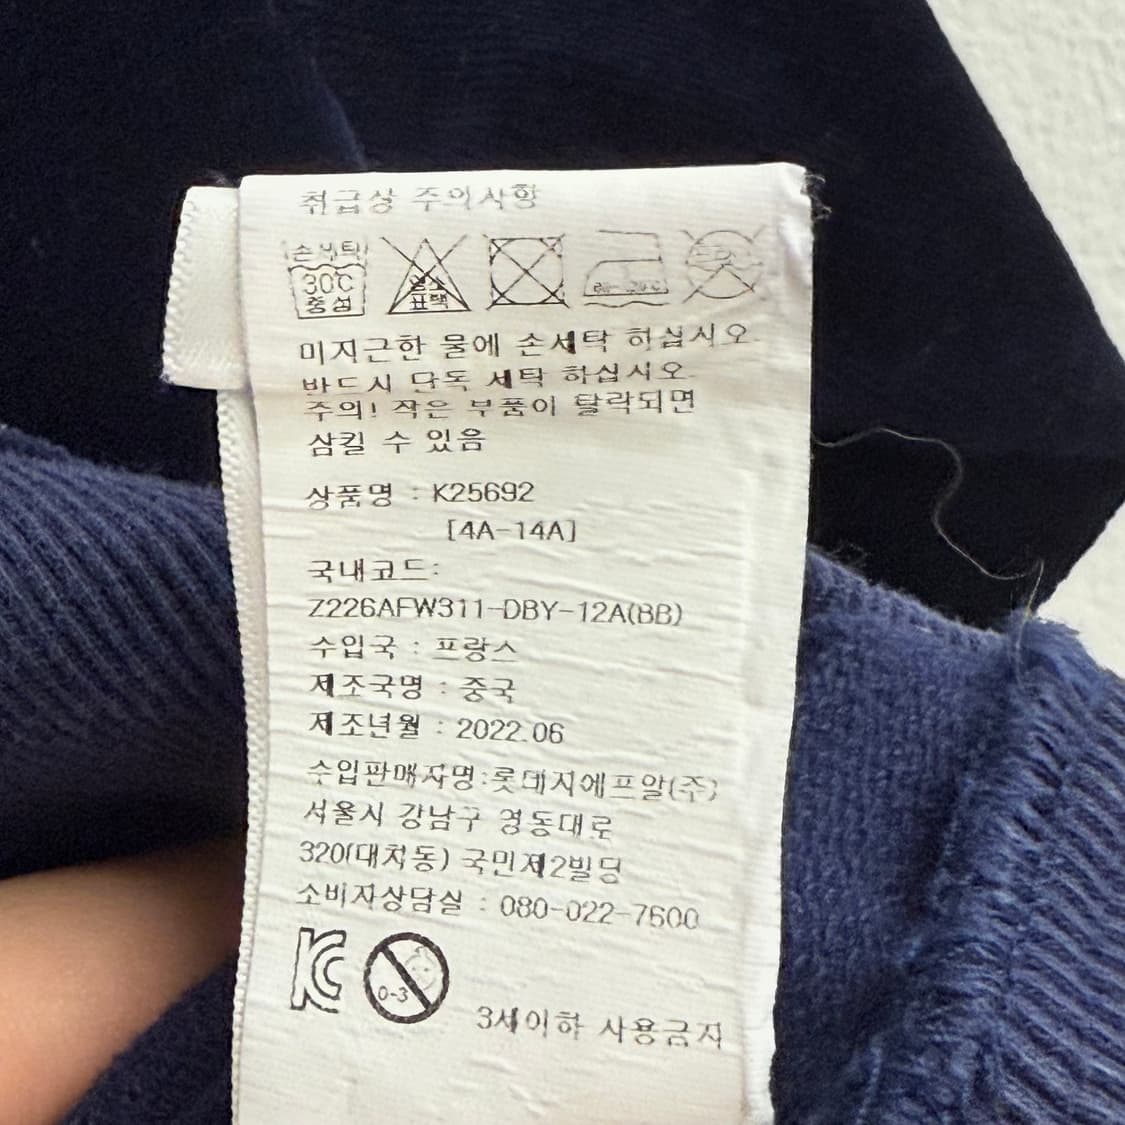 취급상 주의사항
손세탁
30℃
중성
염소
표백
미지근한 물에 손세탁 하십시오.
반드시 단독 세탁 하십시오.
주의! 작은 부품이 탈락되면
삼킬 수 있음
상품명 : K25692
[4A-14A]
국내코드:
Z226AFW311-DBY-12A(BB)
수입국 : 프랑스
제조국명 : 중국
제조년월 : 2022.06
수입판매자명:롯데지에프알(주)
서울시 강남구 영동대로
320(대치동) 국민제2빌딩
소비자상담실 : 080-022-7600
KC
0-3
3세이하 사용금지